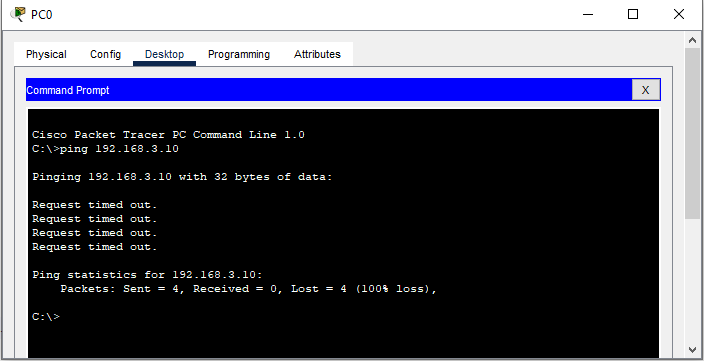 PC0
Physical Config Desktop Programming Attributes
Command Prompt
X
Cisco Packet Tracer PC Command Line 1.0
C:\>ping 192.168.3.10
Pinging 192.168.3.10 with 32 bytes of data:
Request timed out.
Request timed out.
Request timed out.
Request timed out.
Ping statistics for 192.168.3.10:
Packets: Sent = 4, Received = 0, Lost = 4 (100% loss),
C:\>